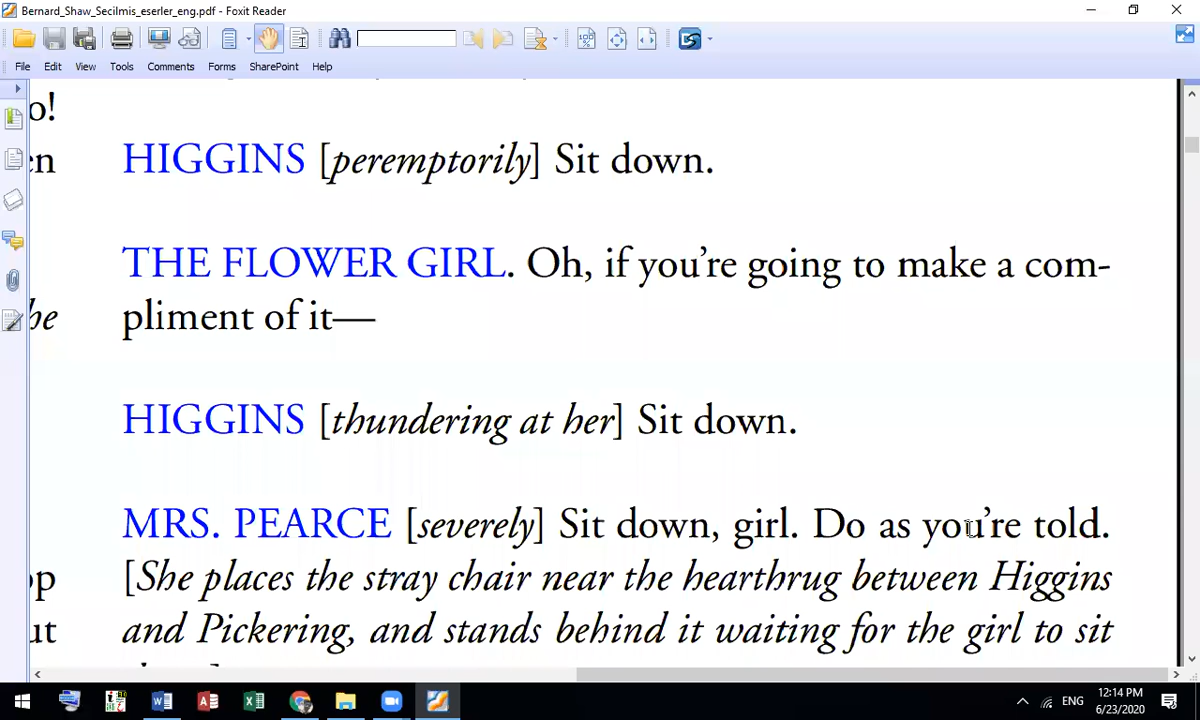 Bernard_Shaw_Secilmis_eserler_eng.pdf - Foxit Reader
File Edit View Tools Comments Forms SharePoint Help
o!
en
HIGGINS [peremptorily] Sit down.
THE FLOWER GIRL. Oh, if you’re going to make a com-
pliment of it—
he
HIGGINS [thundering at her] Sit down.
MRS. PEARCE [severely] Sit down, girl. Do as you’re told.
[She places the stray chair near the hearthrug between Higgins
op
and Pickering, and stands behind it waiting for the girl to sit
ut
ENG
12:14 PM
6/23/2020